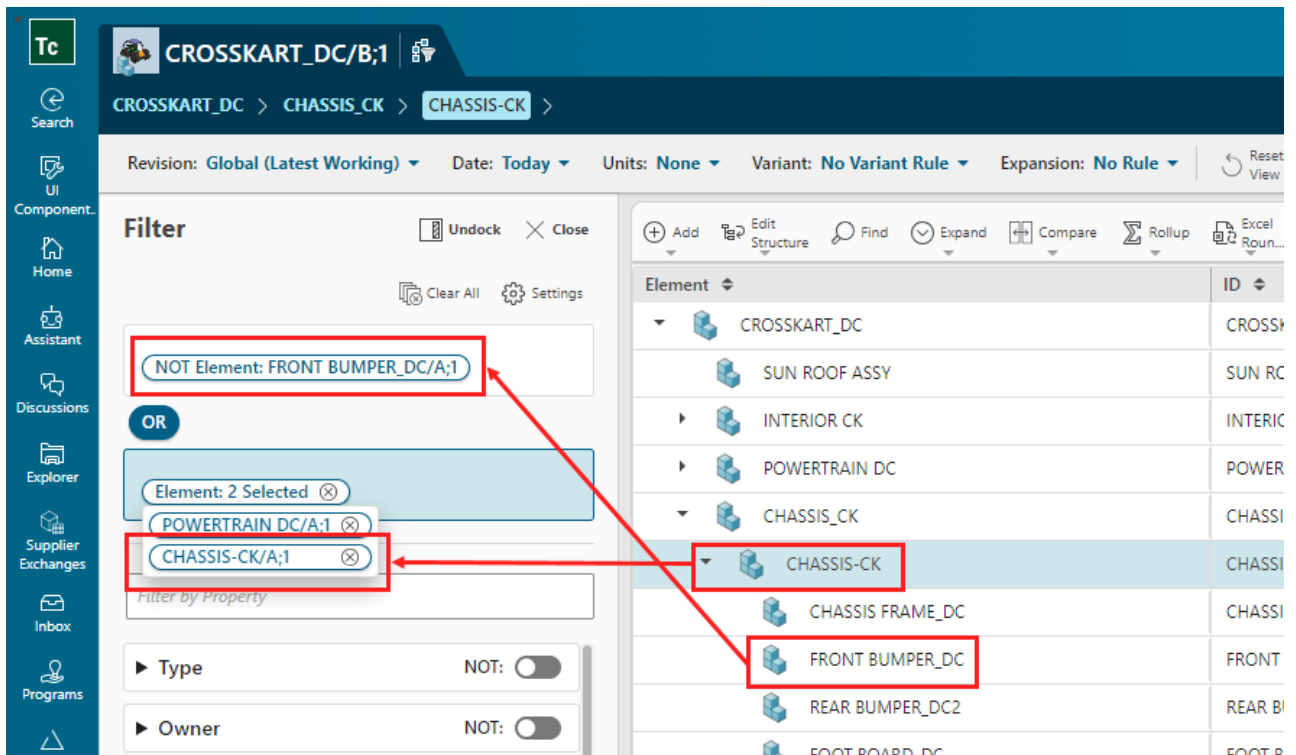 Tc
CROSSKART_DC/B;1
Search
CROSSKART_DC > CHASSIS_CK > CHASSIS-CK >
Revision: Global (Latest Working) Date: Today Units: None Variant: No Variant Rule Expansion: No Rule Reset View
UI Component..
Home
Assistant
Discussions
Explorer
Supplier Exchanges
Inbox
Programs
Filter Undock Close
Clear All Settings
NOT Element: FRONT BUMPER_DC/A;1
OR
Element: 2 Selected
POWERTRAIN DC/A;1
CHASSIS-CK/A;1
Filter by Property
Type NOT:
Owner NOT:
Add Edit Structure Find Expand Compare Rollup Excel Roun...
Element ID
CROSSKART_DC CROSSK
SUN ROOF ASSY SUN RO
INTERIOR CK INTERIC
POWERTRAIN DC POWER
CHASSIS_CK CHASSI
CHASSIS-CK CHASSI
CHASSIS FRAME_DC CHASSI
FRONT BUMPER_DC FRONT
REAR BUMPER_DC2 REAR B
FOOT BOARD_DC FOOT B